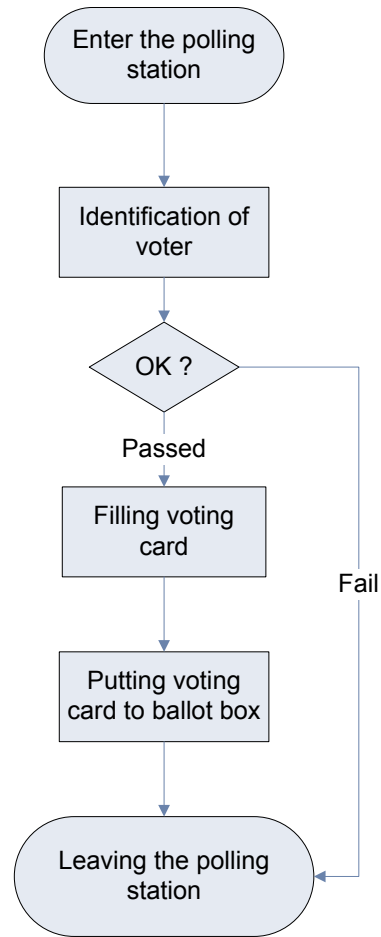 Enter the polling
station
Identification of
voter
OK ?
Passed
Filling voting
card
Fail
Putting voting
card to ballot box
Leaving the polling
station